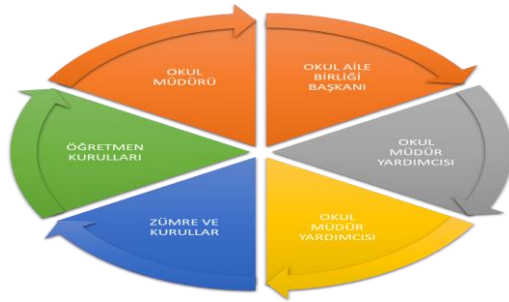 OKUL
MÜDÜRÜ
OKUL AİLE
BİRLİĞİ
BAŞKANI
OKUL
MÜDÜR
YARDIMCISI
OKUL
MÜDÜR
YARDIMCISI
ZÜMRE VE
KURULLAR
ÖĞRETMEN
KURULLARI